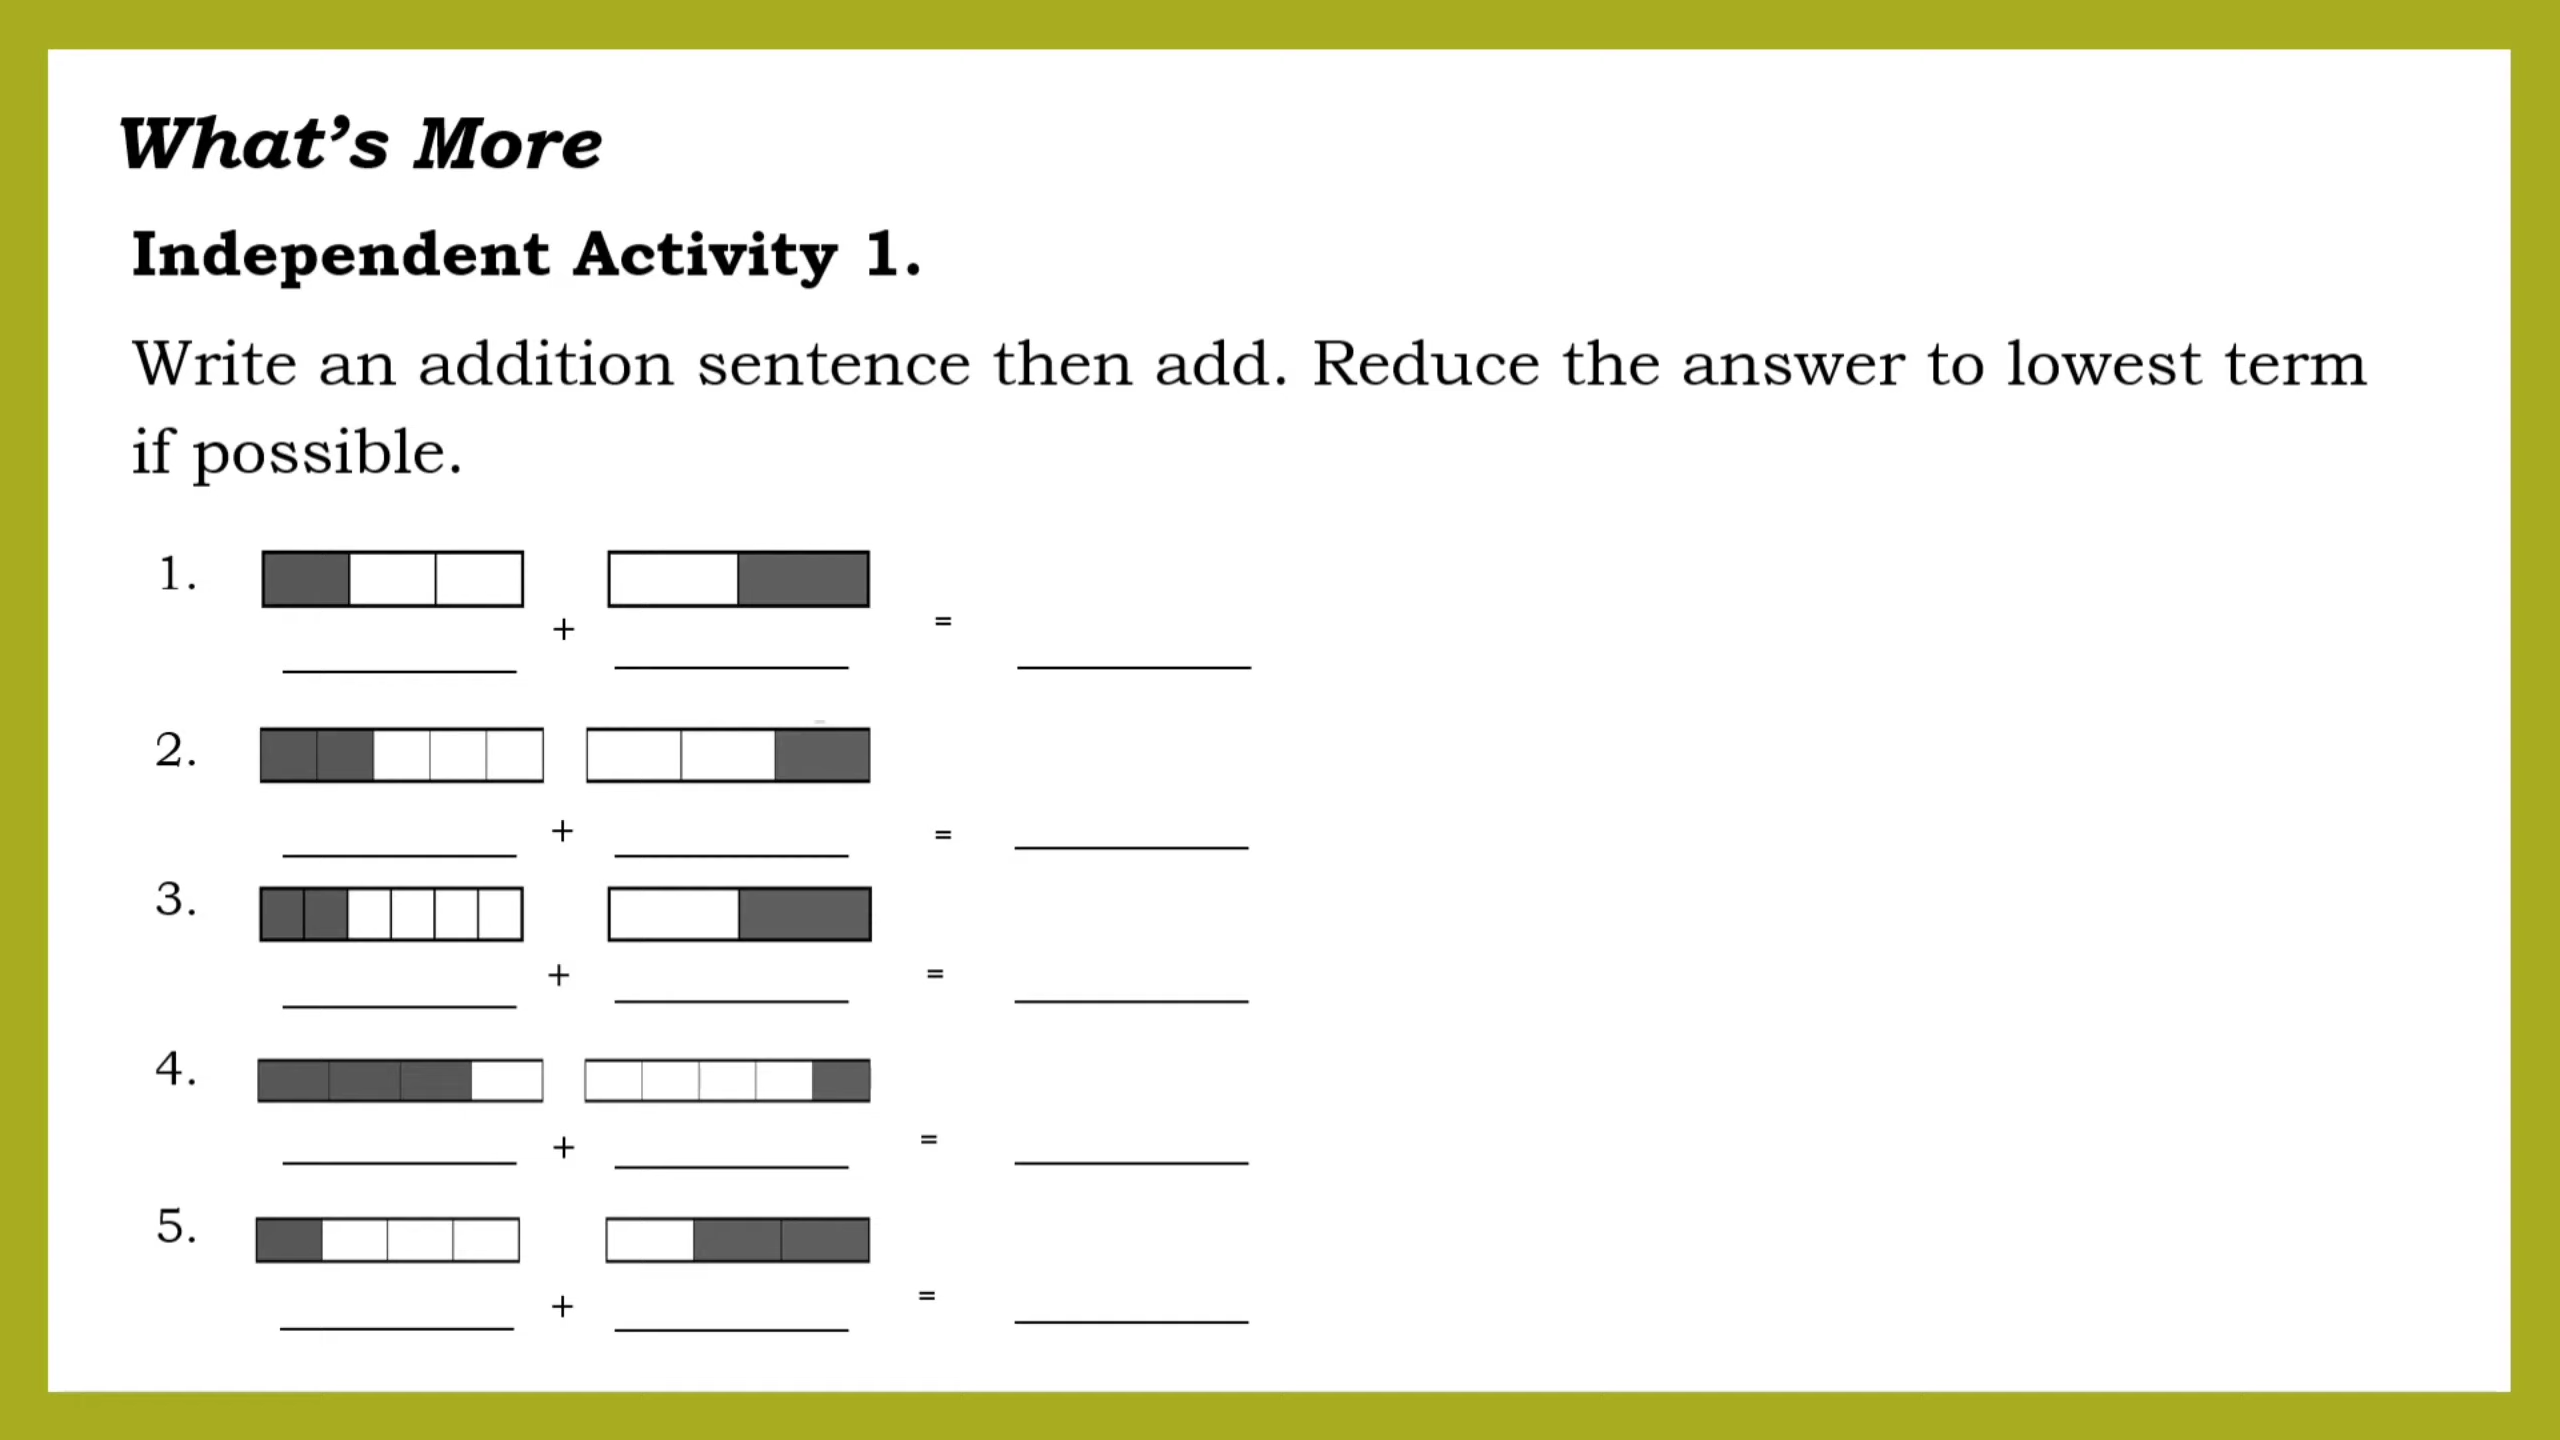 What's More
Independent Activity 1.
Write an addition sentence then add. Reduce the answer to lowest term
if possible.
1.
+ =
2.
+ =
3.
+ =
4.
+ =
5.
+ =